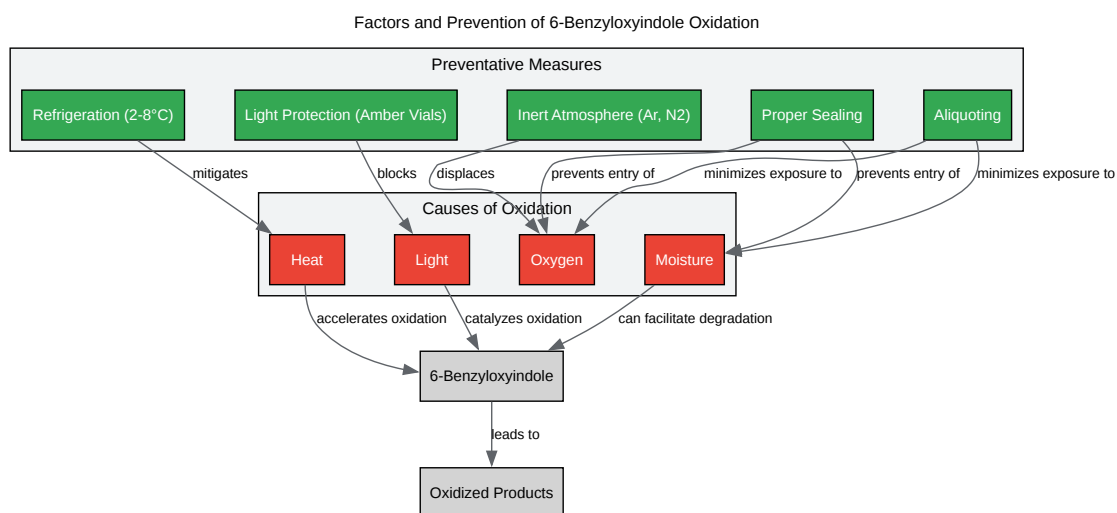 Factors and Prevention of 6-Benzyloxyindole Oxidation
Preventative Measures
Refrigeration (2-8°C)
Light Protection (Amber Vials)
Inert Atmosphere (Ar, N2)
Proper Sealing
Aliquoting
mitigates
blocks
displaces
prevents entry of
minimizes exposure to
prevents entry of
minimizes exposure to
Causes of Oxidation
Heat
Light
Oxygen
Moisture
accelerates oxidation
catalyzes oxidation
can facilitate degradation
6-Benzyloxyindole
leads to
Oxidized Products